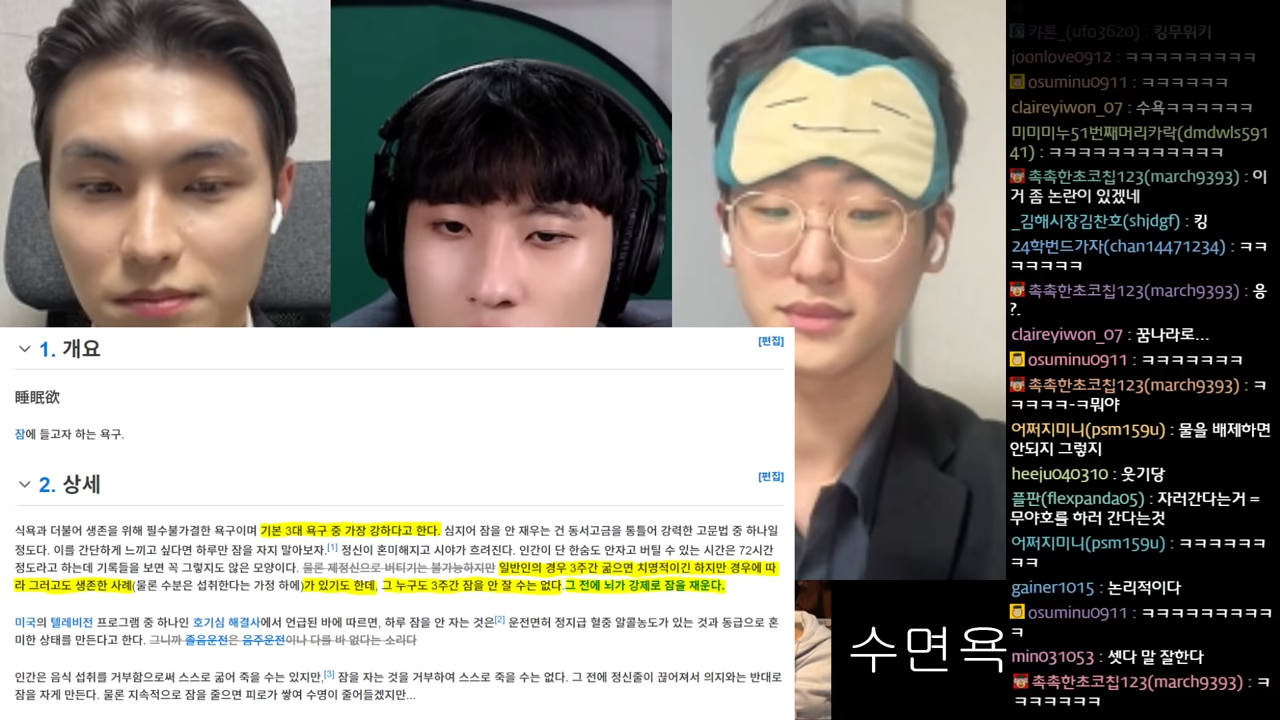 1. 개요
[편집]
睡眠欲
잠에 들고자 하는 욕구.
2. 상세
[편집]
식욕과 더불어 생존을 위해 필수불가결한 욕구이며 기본 3대 욕구 중 가장 강하다고 한다. 심지어 잠을 안 재우는 건 동서고금을 통틀어 강력한 고문법 중 하나일
정도다. 이를 간단하게 느끼고 싶다면 하루만 잠을 자지 말아보자.[1] 정신이 혼미해지고 시야가 흐려진다. 인간이 단 한숨도 안자고 버틸 수 있는 시간은 72시간
정도라고 하는데 기록들을 보면 꼭 그렇지도 않은 모양이다. 물론 제정신으로 버티기는 불가능하지만 일반인의 경우 3주간 굶으면 치명적이긴 하지만 경우에 따
라 그러고도 생존한 사례(물론 수분은 섭취한다는 가정 하에)가 있기도 한데, 그 누구도 3주간 잠을 안 잘 수는 없다.그 전에 뇌가 강제로 잠을 재운다.
미국의 텔레비전 프로그램 중 하나인 호기심 해결사에서 언급된 바에 따르면, 하루 잠을 안 자는 것은[2] 운전면허 정지급 혈중 알콜농도가 있는 것과 동급으로 혼
미한 상태를 만든다고 한다. 그니까 졸음운전은 음주운전이나 다를 바 없다는 소리다
인간은 음식 섭취를 거부함으로써 스스로 굶어 죽을 수는 있지만,[3] 잠을 자는 것을 거부하여 스스로 죽을 수는 없다. 그 전에 정신줄이 끊어져서 의지와는 반대로
잠을 자게 만든다. 물론 지속적으로 잠을 줄으면 피로가 쌓여 수명이 줄어들겠지만...
수면욕
카톤_(ufo3620) : 킹무위키
joonlove0912 : ㅋㅋㅋㅋㅋㅋㅋㅋㅋ
osuminu0911 : ㅋㅋㅋㅋㅋㅋ
claireyiwon_07 : 수욕ㅋㅋㅋㅋㅋㅋ
미미미누51번째머리카락(dmdwls591
41) : ㅋㅋㅋㅋㅋㅋㅋㅋㅋㅋㅋㅋ
촉촉한초코칩123(march9393) : 이
거 좀 논란이 있겠네
_김해시장김찬호(shjdgf) : 킹
24학번드가자(chan14471234) : ㅋㅋ
ㅋㅋㅋㅋㅋ
촉촉한초코칩123(march9393) : 응
?.
claireyiwon_07 : 꿈나라로...
osuminu0911 : ㅋㅋㅋㅋㅋㅋㅋ
촉촉한초코칩123(march9393) : ㅋ
ㅋㅋㅋㅋ-ㅋ뭐야
어쩌지미니(psm159u) : 물을 배제하면
안되지 그렇지
heeju040310 : 웃기당
플판(flexpanda05) : 자러간다는거 =
무야호를 하러 간다는것
어쩌지미니(psm159u) : ㅋㅋㅋㅋㅋㅋ
ㅋㅋ
gainer1015 : 논리적이다
osuminu0911 : ㅋㅋㅋㅋㅋㅋㅋㅋㅋ
ㅋ
min031053 : 셋다 말 잘한다
촉촉한초코칩123(march9393) : ㅋ
ㅋㅋㅋㅋㅋㅋ